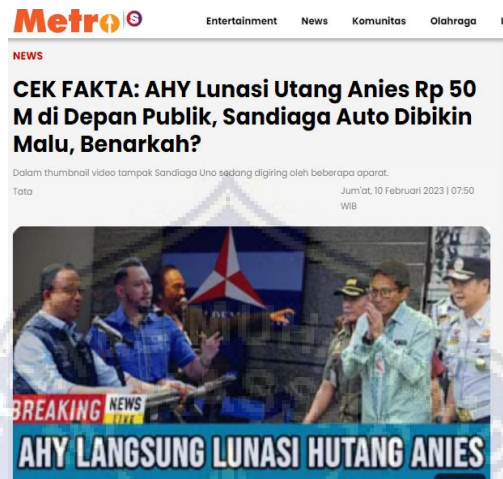 Metro S
Entertainment News Komunitas Olahraga
NEWS
CEK FAKTA: AHY Lunasi Utang Anies Rp 50
M di Depan Publik, Sandiaga Auto Dibikin
Malu, Benarkah?
Dalam thumbnail video tampak Sandiaga Uno sedang digiring oleh beberapa aparat.
Tata
Jum'at, 10 Februari 2023 | 07:50
WIB
BREAKING NEWS
LIVE
AHY LANGSUNG LUNASI HUTANG ANIES